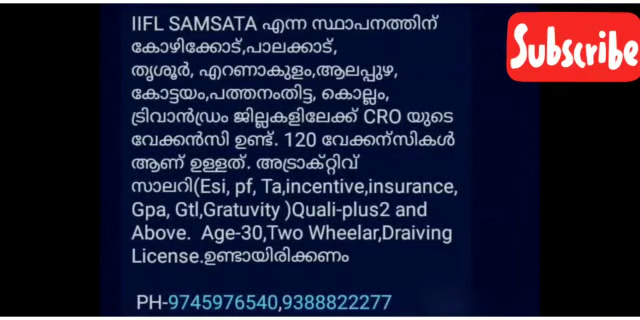 IIFL SAMSATA എന്ന സ്ഥാപനത്തിന്
കോഴിക്കോട്,പാലക്കാട്,
തൃശൂർ, എറണാകുളം,ആലപ്പുഴ,
കോട്ടയം,പത്തനംതിട്ട, കൊല്ലം,
ട്രിവാൻഡ്രം ജില്ലകളിലേക്ക് CRO യുടെ
വേക്കൻസി ഉണ്ട്. 120 വേക്കന്സികൾ
ആണ് ഉള്ളത്. അട്രാക്റ്റിവ്
സാലറി(Esi, pf, Ta,incentive,insurance,
Gpa, Gtl,Gratuvity )Quali-plus2 and
Above.  Age-30,Two Wheelar,Draiving
License.ഉണ്ടായിരിക്കണം
PH-9745976540,9388822277
Subscribe